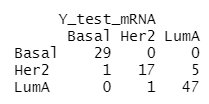 Y_test_mRNA
Basal Her2 LumA
Basal 29 0 0
Her2 1 17 5
LumA 0 1 47